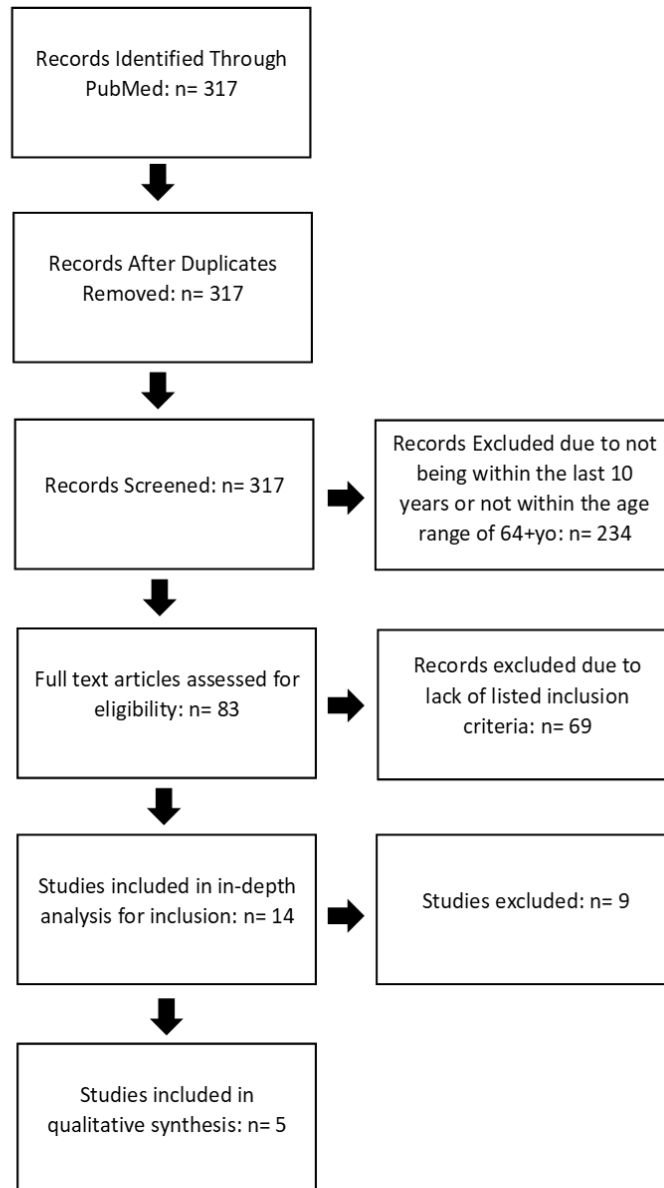 Records Identified Through
PubMed: n= 317
Records After Duplicates
Removed: n= 317
Records Screened: n= 317
Records Excluded due to not
being within the last 10
years or not within the age
range of 64+yo: n= 234
Full text articles assessed for
eligibility: n= 83
Records excluded due to
lack of listed inclusion
criteria: n= 69
Studies included in in-depth
analysis for inclusion: n= 14
Studies excluded: n= 9
Studies included in
qualitative synthesis: n= 5